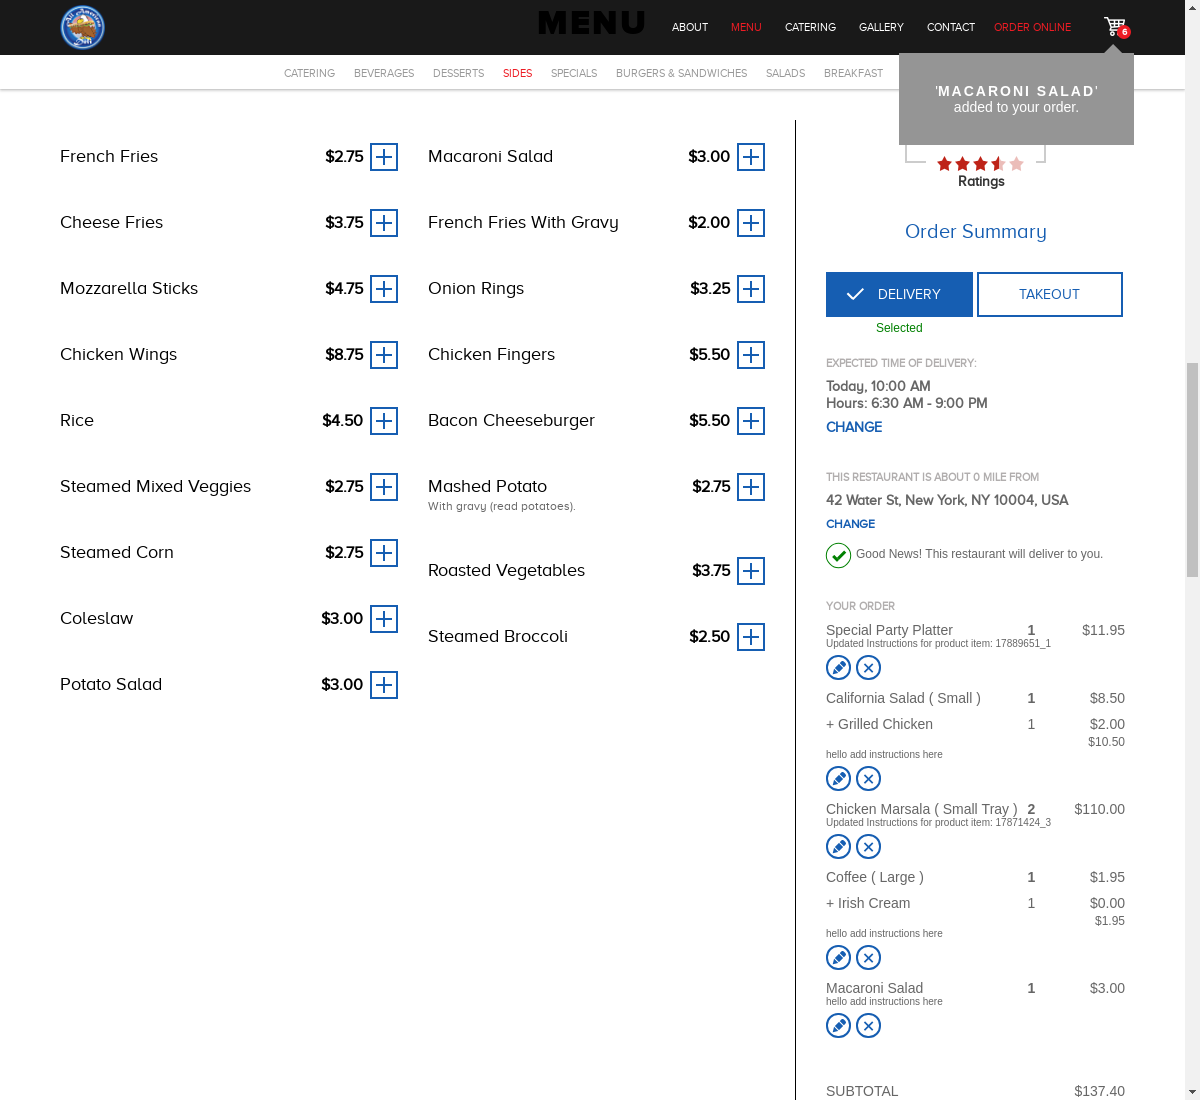 All American
Deli
MENU
ABOUT
MENU
CATERING
GALLERY
CONTACT
ORDER ONLINE
6
CATERING
BEVERAGES
DESSERTS
SIDES
SPECIALS
BURGERS & SANDWICHES
SALADS
BREAKFAST
'MACARONI SALAD'
added to your order.
French Fries $2.75
Cheese Fries $3.75
Mozzarella Sticks $4.75
Chicken Wings $8.75
Rice $4.50
Steamed Mixed Veggies $2.75
Steamed Corn $2.75
Coleslaw $3.00
Potato Salad $3.00
Macaroni Salad $3.00
French Fries With Gravy $2.00
Onion Rings $3.25
Chicken Fingers $5.50
Bacon Cheeseburger $5.50
Mashed Potato $2.75
With gravy (read potatoes).
Roasted Vegetables $3.75
Steamed Broccoli $2.50
Ratings
Order Summary
DELIVERY
TAKEOUT
Selected
EXPECTED TIME OF DELIVERY:
Today, 10:00 AM
Hours: 6:30 AM - 9:00 PM
CHANGE
THIS RESTAURANT IS ABOUT 0 MILE FROM
42 Water St, New York, NY 10004, USA
CHANGE
Good News! This restaurant will deliver to you.
YOUR ORDER
Special Party Platter 1 $11.95
Updated Instructions for product item: 17889651_1
California Salad ( Small ) 1 $8.50
+ Grilled Chicken 1 $2.00
$10.50
hello add instructions here
Chicken Marsala ( Small Tray ) 2 $110.00
Updated Instructions for product item: 17871424_3
Coffee ( Large ) 1 $1.95
+ Irish Cream 1 $0.00
$1.95
hello add instructions here
Macaroni Salad 1 $3.00
hello add instructions here
SUBTOTAL $137.40